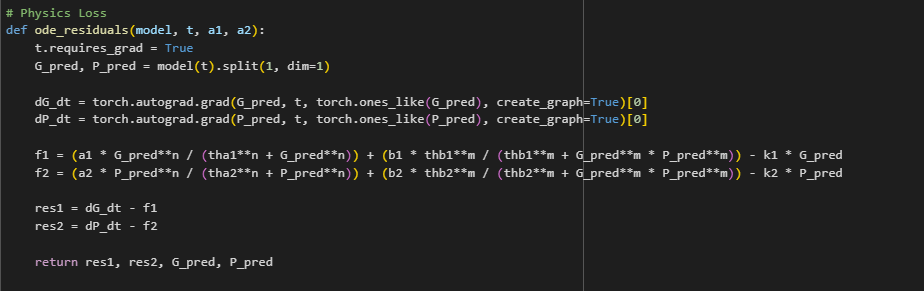 # Physics Loss
def ode_residuals(model, t, a1, a2):
    t.requires_grad = True
    G_pred, P_pred = model(t).split(1, dim=1)

    dG_dt = torch.autograd.grad(G_pred, t, torch.ones_like(G_pred), create_graph=True)[0]
    dP_dt = torch.autograd.grad(P_pred, t, torch.ones_like(P_pred), create_graph=True)[0]

    f1 = (a1 * G_pred**n / (tha1**n + G_pred**n)) + (b1 * thb1**m / (thb1**m + G_pred**m * P_pred**m)) - k1 * G_pred
    f2 = (a2 * P_pred**n / (tha2**n + P_pred**n)) + (b2 * thb2**m / (thb2**m + G_pred**m * P_pred**m)) - k2 * P_pred

    res1 = dG_dt - f1
    res2 = dP_dt - f2

    return res1, res2, G_pred, P_pred